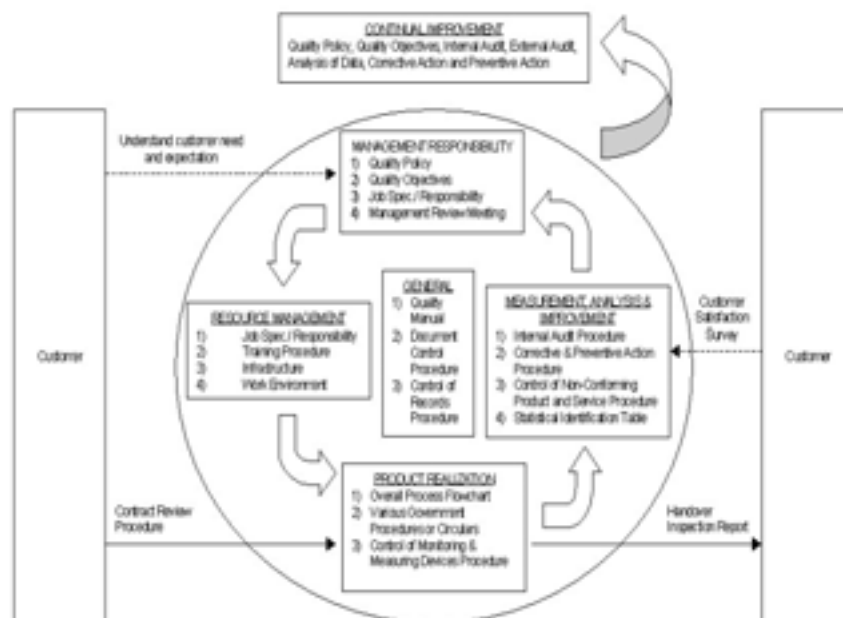 CONTINUAL IMPROVEMENT
Quality Policy, Quality Objectives, Internal Audit, External Audit,
Analysis of Data, Corrective Action and Preventive Action
Understand customer need
and expectation
MANAGEMENT RESPONSIBILITY
1) Quality Policy
2) Quality Objectives
3) Job Spec. / Responsibility
4) Management Review Meeting
GENERAL
1) Quality
Manual
2) Document
Control
Procedure
3) Control of
Records
Procedure
RESOURCE MANAGEMENT
1) Job Spec. / Responsibility
2) Training Procedure
3) Infrastructure
4) Work Environment
MEASUREMENT, ANALYSIS &
IMPROVEMENT
1) Internal Audit Procedure
2) Corrective & Preventive Action
Procedure
3) Control of Non-Conforming
Product and Service Procedure
4) Statistical Identification Table
Customer
Satisfaction
Survey
Customer
Customer
PRODUCT REALIZATION
1) Overall Process Flowchart
2) Various Government
Procedures or Circulars
3) Control of Monitoring &
Measuring Devices Procedure
Contract Review
Procedure
Handover
Inspection Report